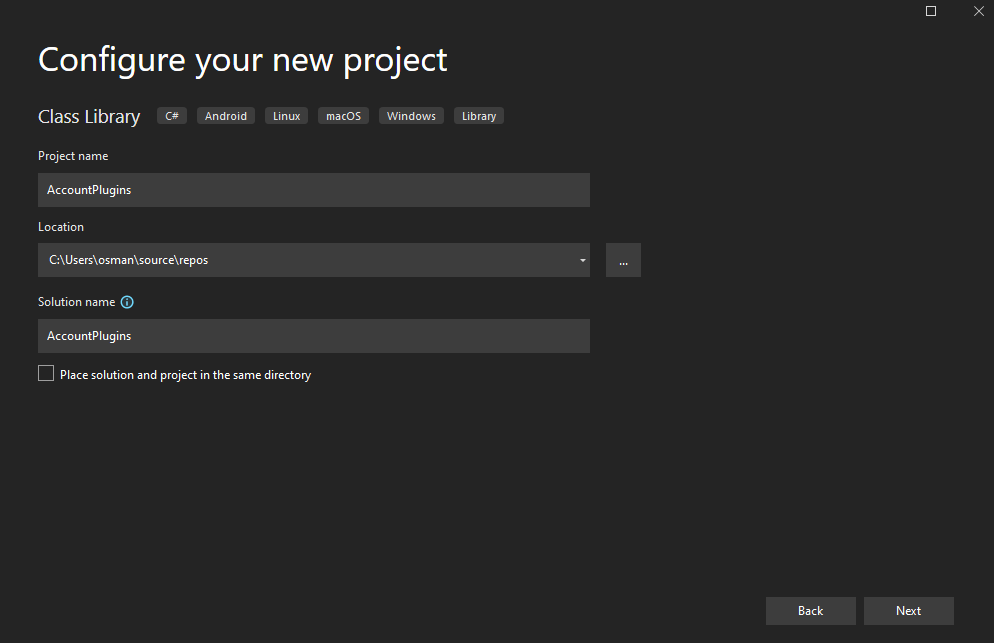 Configure your new project
Class Library C# Android Linux macOS Windows Library
Project name
AccountPlugins
Location
C:\Users\osman\source\repos
...
Solution name
AccountPlugins
Place solution and project in the same directory
Back Next